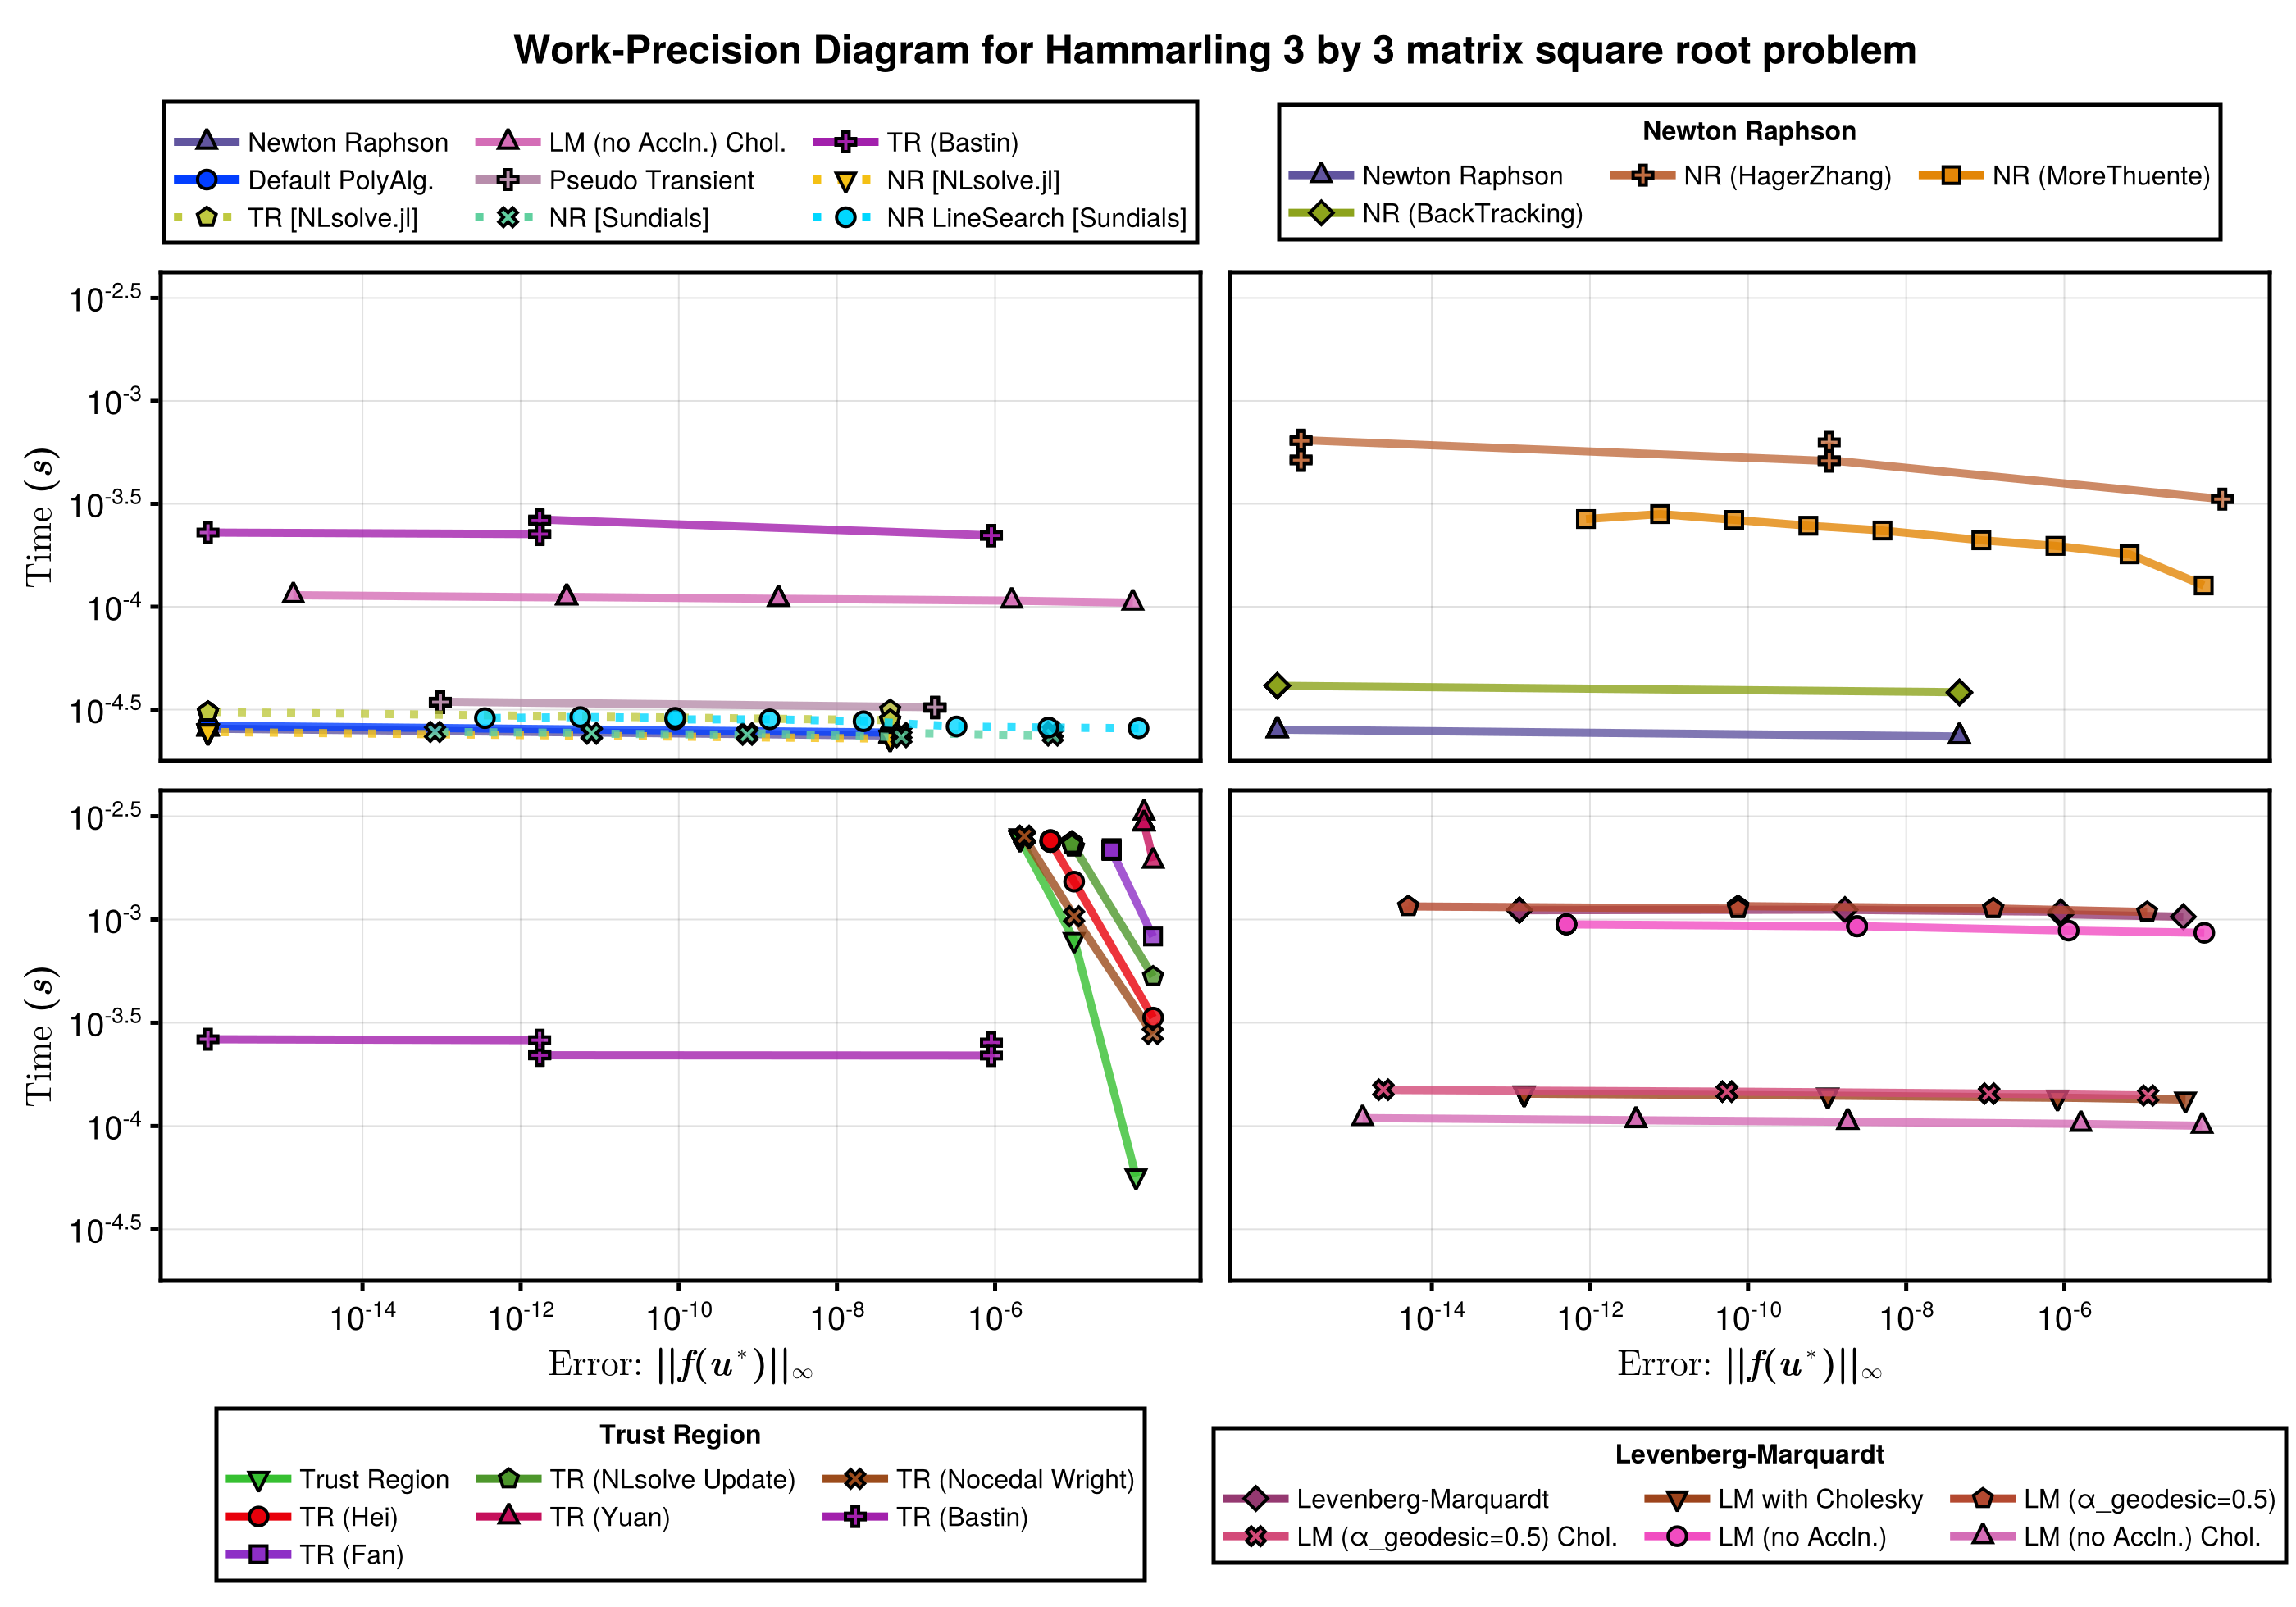 Work-Precision Diagram for Hammarling 3 by 3 matrix square root problem
Newton Raphson LM (no Accln.) Chol. TR (Bastin)
Default PolyAlg. Pseudo Transient NR [NLsolve.jl]
TR [NLsolve.jl] NR [Sundials] NR LineSearch [Sundials]
Newton Raphson
Newton Raphson NR (HagerZhang) NR (MoreThuente)
NR (BackTracking)
Time (s)
10^-2.5
10^-3
10^-3.5
10^-4
10^-4.5
Time (s)
10^-2.5
10^-3
10^-3.5
10^-4
10^-4.5
10^-14 10^-12 10^-10 10^-8 10^-6
Error: ||f(u*)||∞
10^-14 10^-12 10^-10 10^-8 10^-6
Error: ||f(u*)||∞
Trust Region
Trust Region TR (NLsolve Update) TR (Nocedal Wright)
TR (Hei) TR (Yuan) TR (Bastin)
TR (Fan)
Levenberg-Marquardt
Levenberg-Marquardt LM with Cholesky LM (α_geodesic=0.5)
LM (α_geodesic=0.5) Chol. LM (no Accln.) LM (no Accln.) Chol.